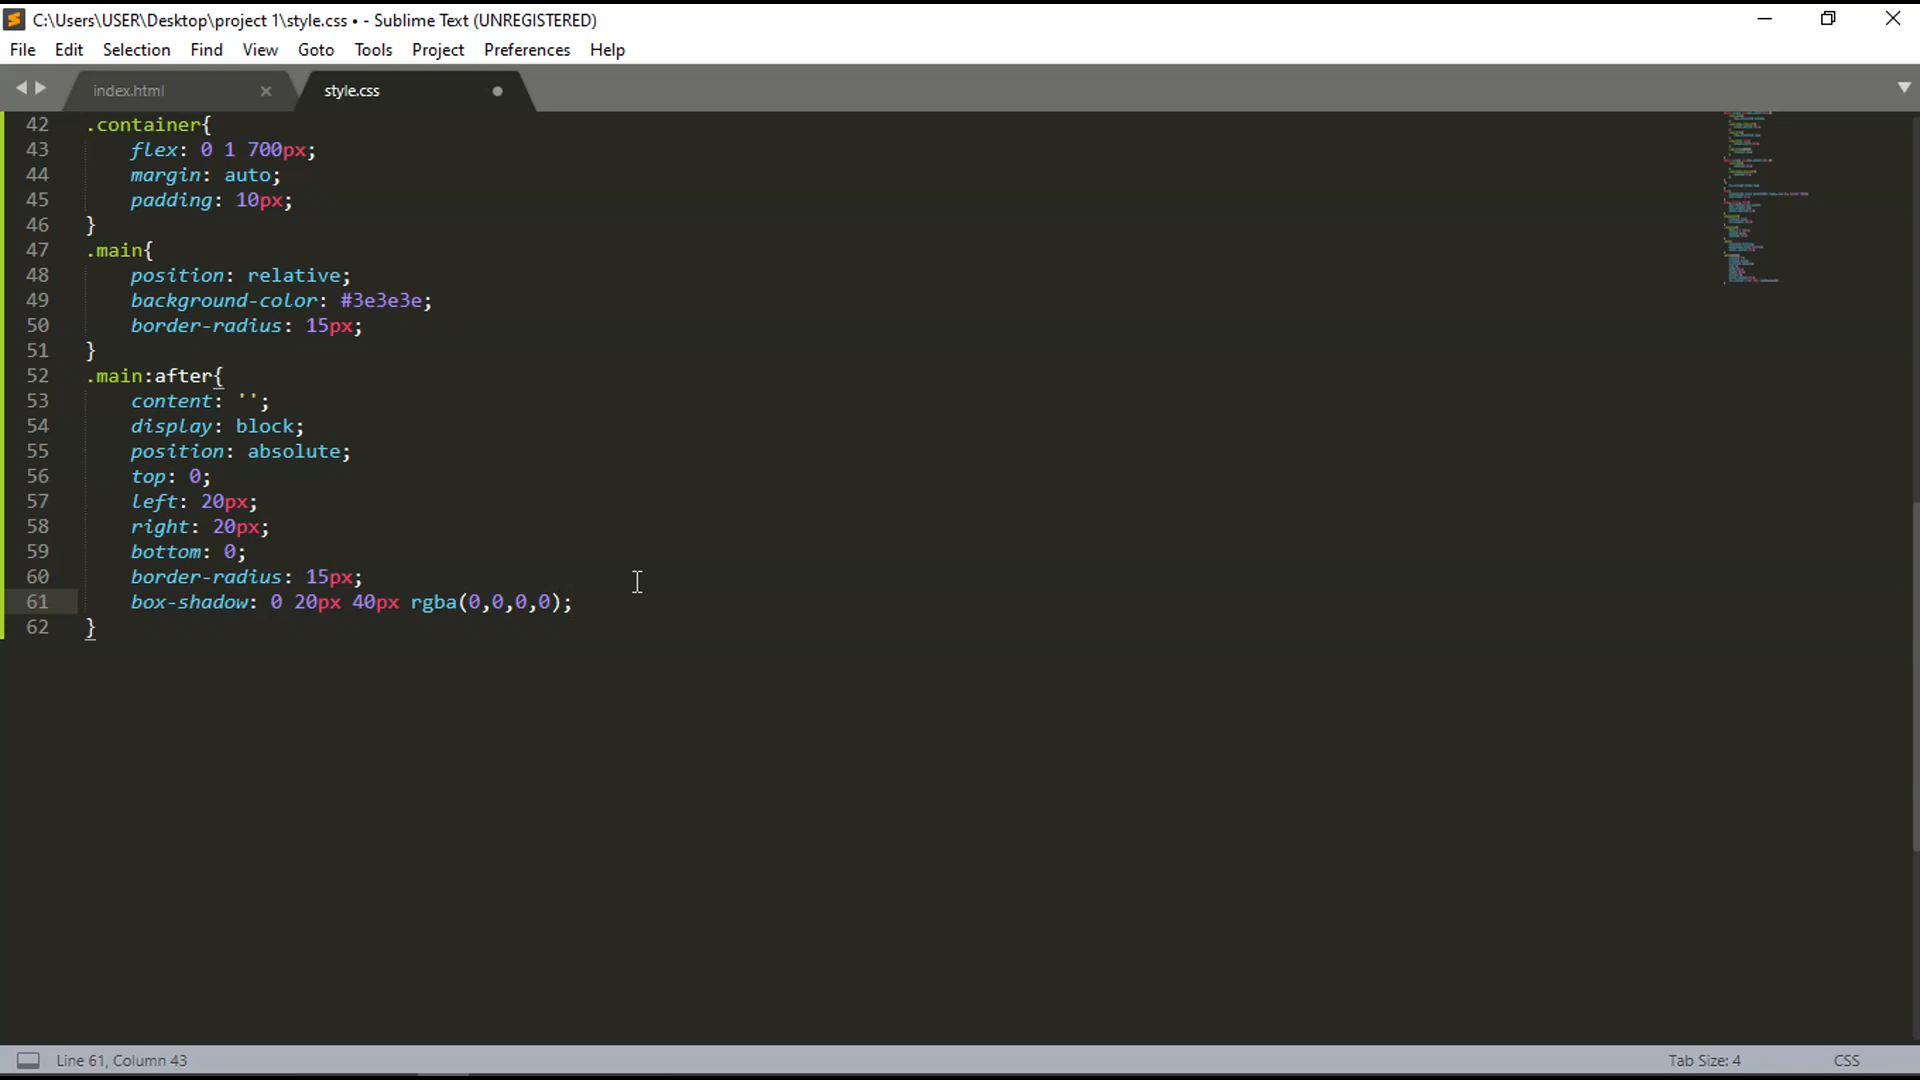 C:\Users\USER\Desktop\project 1\style.css • - Sublime Text (UNREGISTERED)
File Edit Selection Find View Goto Tools Project Preferences Help
index.html × style.css
42 .container{
43 flex: 0 1 700px;
44 margin: auto;
45 padding: 10px;
46 }
47 .main{
48 position: relative;
49 background-color: #3e3e3e;
50 border-radius: 15px;
51 }
52 .main:after{
53 content: '';
54 display: block;
55 position: absolute;
56 top: 0;
57 left: 20px;
58 right: 20px;
59 bottom: 0;
60 border-radius: 15px;
61 box-shadow: 0 20px 40px rgba(0,0,0,0);
62 }
Line 61, Column 43 Tab Size: 4 CSS